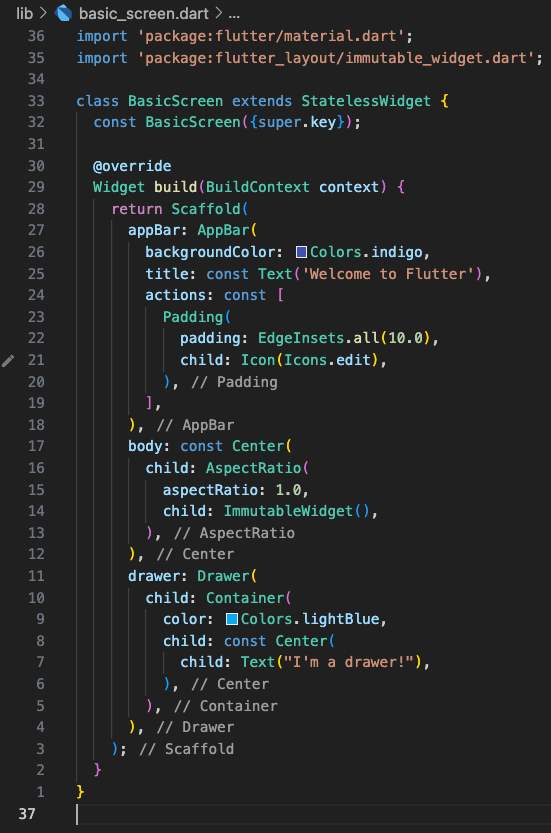 lib > basic_screen.dart > ...
36 import 'package:flutter/material.dart';
35 import 'package:flutter_layout/immutable_widget.dart';
34
33 class BasicScreen extends StatelessWidget {
32   const BasicScreen({super.key});
31
30   @override
29   Widget build(BuildContext context) {
28     return Scaffold(
27       appBar: AppBar(
26         backgroundColor: Colors.indigo,
25         title: const Text('Welcome to Flutter'),
24         actions: const [
23           Padding(
22             padding: EdgeInsets.all(10.0),
21             child: Icon(Icons.edit),
20           ), // Padding
19         ],
18       ), // AppBar
17       body: const Center(
16         child: AspectRatio(
15           aspectRatio: 1.0,
14           child: ImmutableWidget(),
13         ), // AspectRatio
12       ), // Center
11       drawer: Drawer(
10         child: Container(
9           color: Colors.lightBlue,
8           child: const Center(
7             child: Text("I'm a drawer!"),
6           ), // Center
5         ), // Container
4       ), // Drawer
3     ); // Scaffold
2   }
1 }
37